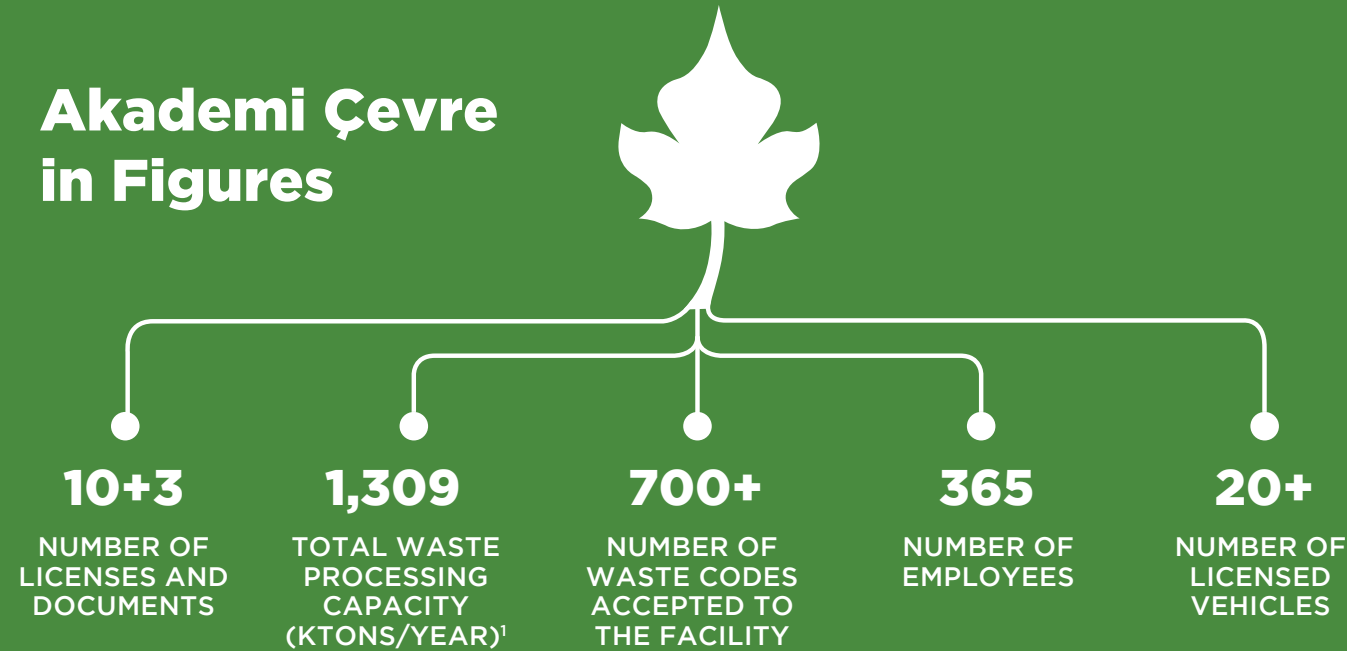 Akademi Çevre
in Figures
10+3
NUMBER OF
LICENSES AND
DOCUMENTS
1,309
TOTAL WASTE
PROCESSING
CAPACITY
(KTONS/YEAR)¹
700+
NUMBER OF
WASTE CODES
ACCEPTED TO
THE FACILITY
365
NUMBER OF
EMPLOYEES
20+
NUMBER OF
LICENSED
VEHICLES